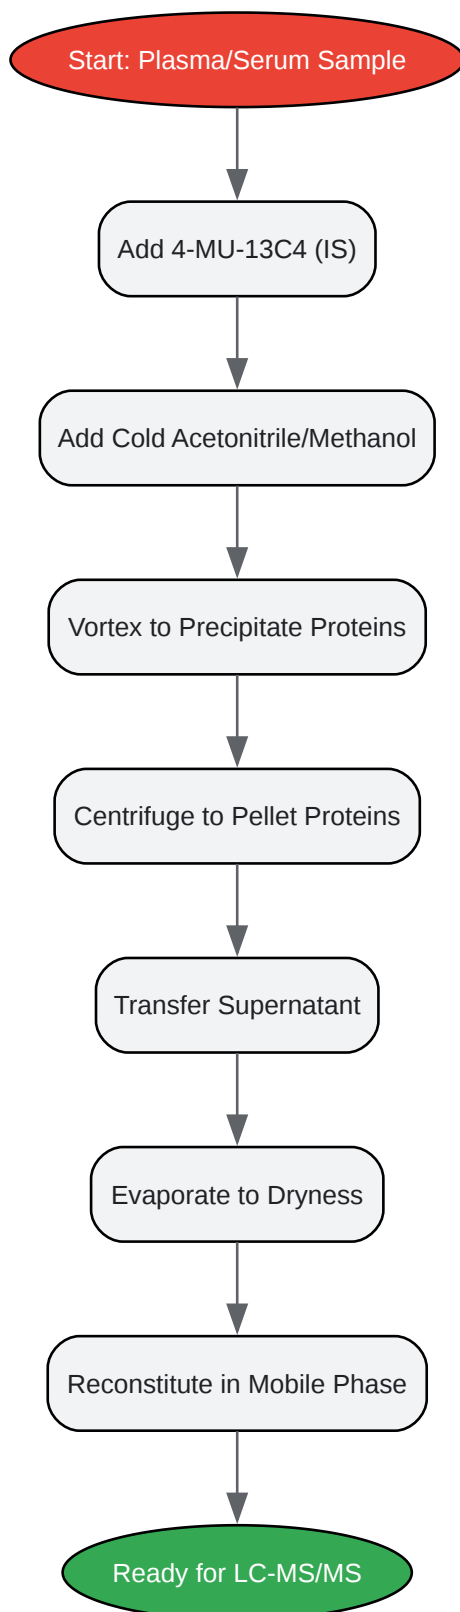 Start: Plasma/Serum Sample
Add 4-MU-13C4 (IS)
Add Cold Acetonitrile/Methanol
Vortex to Precipitate Proteins
Centrifuge to Pellet Proteins
Transfer Supernatant
Evaporate to Dryness
Reconstitute in Mobile Phase
Ready for LC-MS/MS